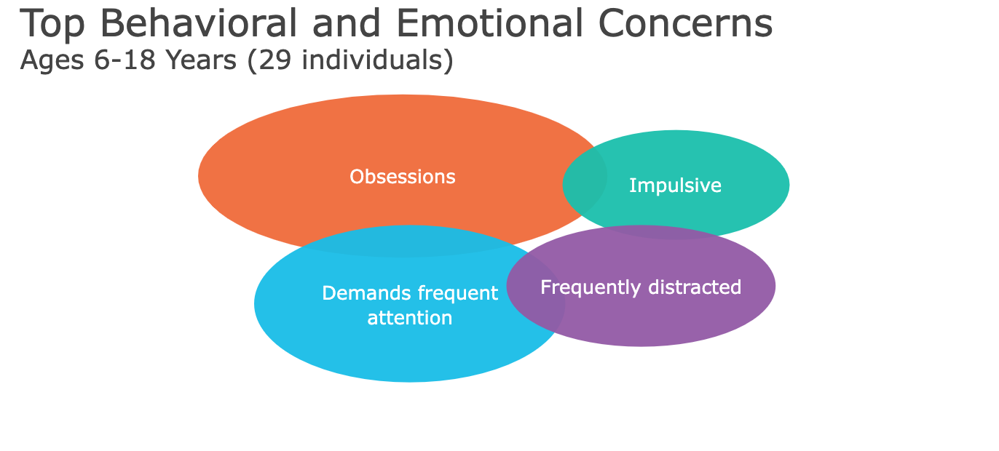 Top Behavioral and Emotional Concerns
Ages 6-18 Years (29 individuals)
Obsessions
Impulsive
Demands frequent
attention
Frequently distracted